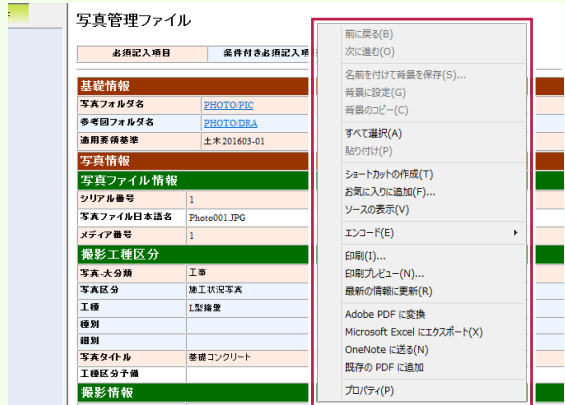 写真管理ファイル
必須記入項目
条件付き必須記入項
基礎情報
写真フォルダ名 PHOTO/PIC
参考図フォルダ名 PHOTO/DRA
適用要領基準 土木201603-01
写真情報
写真ファイル情報
シリアル番号 1
写真ファイル日本語名 Photo001.JPG
メディア番号 1
撮影工種区分
写真-大分類 工事
写真区分 施工状況写真
工種 L型擁壁
種別
細別
写真タイトル 基礎コンクリート
工種区分予備
撮影情報
前に戻る(B)
次に進む(O)
名前を付けて背景を保存(S)...
背景に設定(G)
背景のコピー(C)
すべて選択(A)
貼り付け(P)
ショートカットの作成(T)
お気に入りに追加(F)...
ソースの表示(V)
エンコード(E)
印刷(I)...
印刷プレビュー(N)...
最新の情報に更新(R)
Adobe PDF に変換
Microsoft Excel にエクスポート(X)
OneNote に送る(N)
既存の PDF に追加
プロパティ(P)